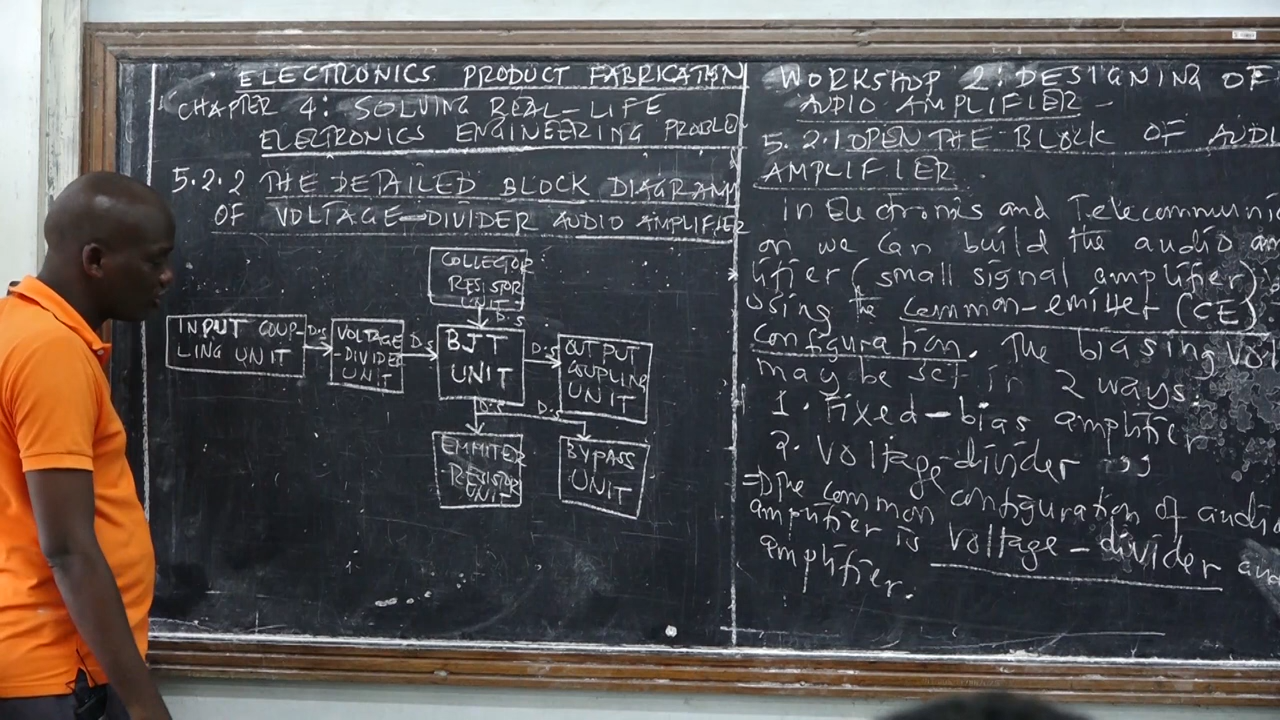 ELECTRONICS PRODUCT FABRICATION
CHAPTER 4: SOLVING REAL-LIFE
ELECTRONICS ENGINEERING PROBLE
5.2.2 THE DETAILED BLOCK DIAGRAM
OF VOLTAGE-DIVIDER AUDIO AMPLIFIER
COLLECTOR
RESISTOR
UNIT
D.S
INPUT COUP-
LING UNIT
D.S
VOLTAGE
-DIVIDER
UNIT
D.S
BJT
UNIT
D.S
OUTPUT
COUPLING
UNIT
D.S
D.S
EMMITER
RESISTOR
UNIT
BYPASS
UNIT
WORKSHOP 2: DESIGNING OF
AUDIO AMPLIFIER -
5.2.1 OPEN THE BLOCK OF AUDI
AMPLIFIER.
in Electronis and Telecommuni
on we can build the audio am
lifier (small signal amplifier)
using the common-emitter (CE)
configuration. The biasing Vol
may be set in 2 ways.
1. Fixed-bias amplifier
2. Voltage-divider ,,
⇒ The common configuration of audio
amplifier is voltage-divider au
amplifier.